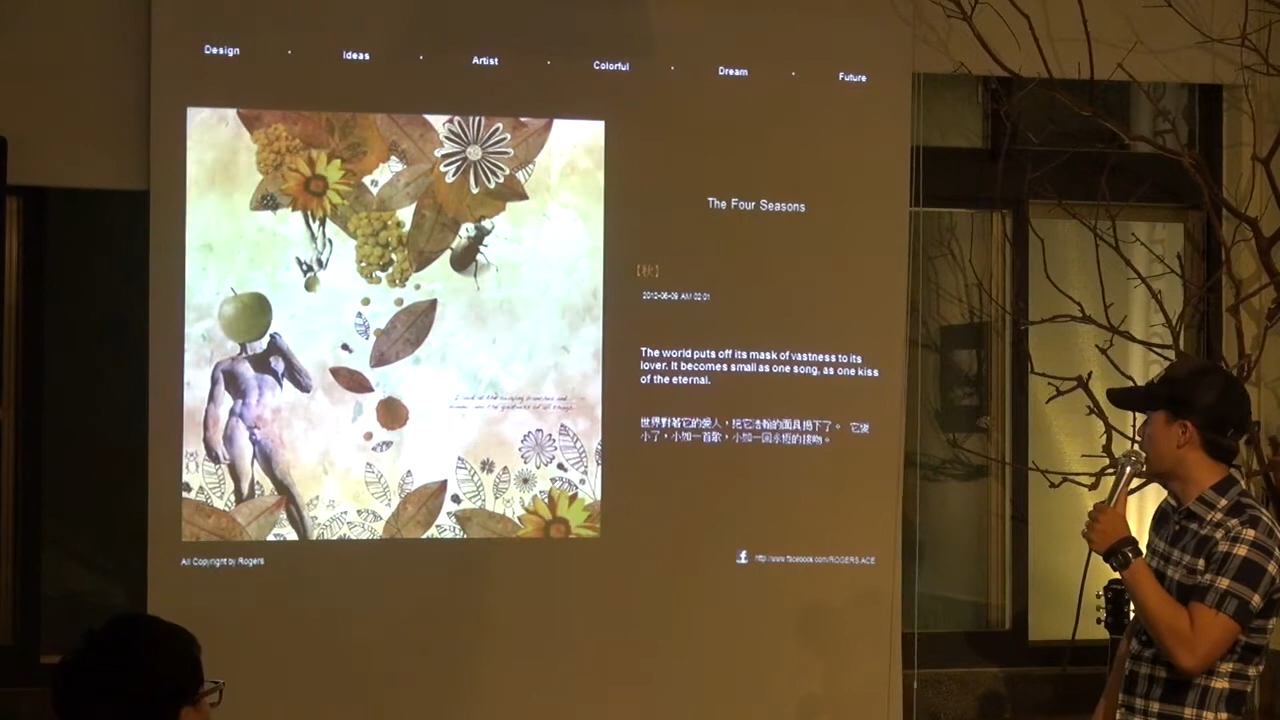 Design · Ideas · Artist · Colorful · Dream · Future
The Four Seasons
【秋】
2012-06-09 AM 02:01
The world puts off its mask of vastness to its
lover. It becomes small as one song, as one kiss
of the eternal.
世界對著它的愛人，把它浩翰的面具揭下了。 它變
小了，小如一首歌，小如一回永恆的接吻。
All Copyright by Rogers
f http://www.facebook.com/ROGERS.ACE